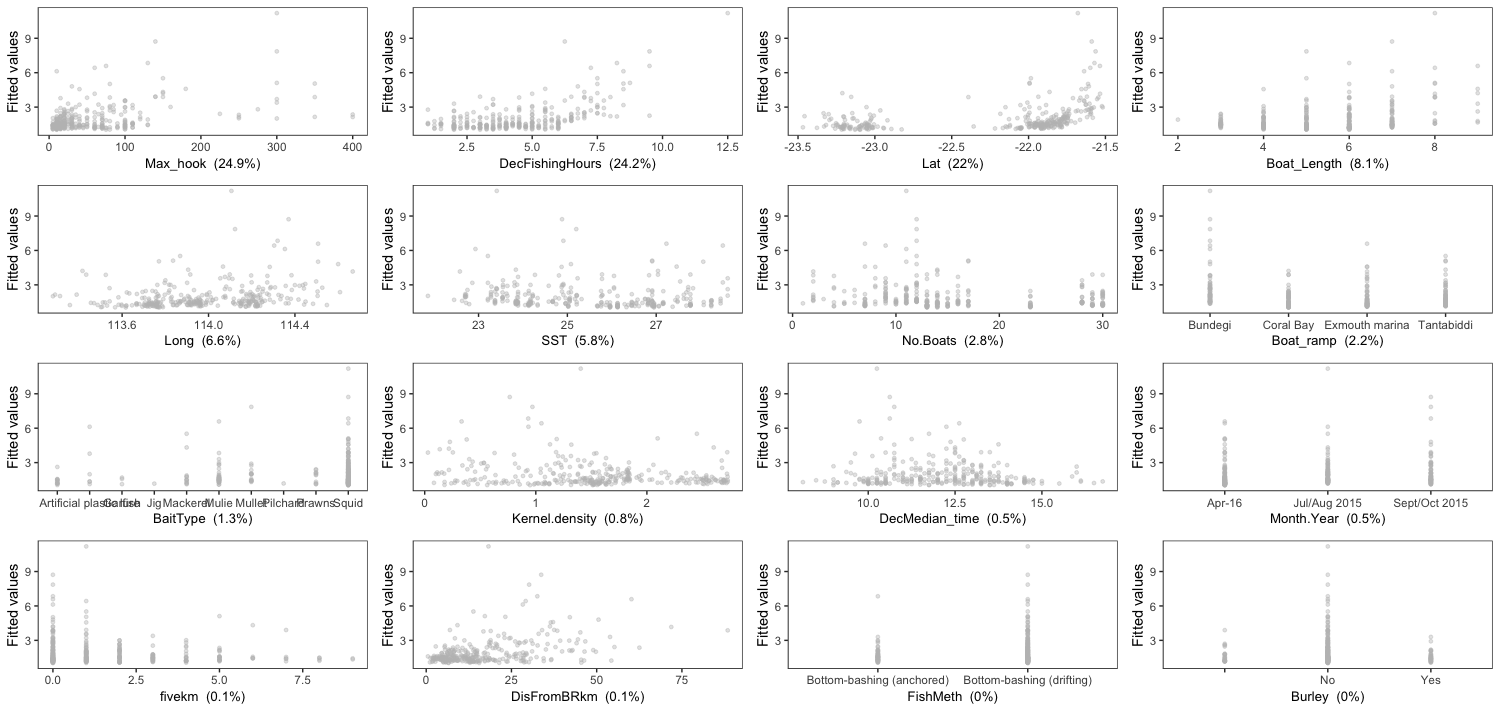 Fitted values
9
6
3
0 100 200 300 400
Max_hook (24.9%)
Fitted values
9
6
3
2.5 5.0 7.5 10.0 12.5
DecFishingHours (24.2%)
Fitted values
9
6
3
-23.5 -23.0 -22.5 -22.0 -21.5
Lat (22%)
Fitted values
9
6
3
2 4 6 8
Boat_Length (8.1%)
Fitted values
9
6
3
113.6 114.0 114.4
Long (6.6%)
Fitted values
9
6
3
23 25 27
SST (5.8%)
Fitted values
9
6
3
0 10 20 30
No.Boats (2.8%)
Fitted values
9
6
3
Bundegi Coral Bay Exmouth marina Tantabiddi
Boat_ramp (2.2%)
Fitted values
9
6
3
Artificial plastic lure Garfish Jig Mackerel Mulie Mullet Pilchard Prawns Squid
BaitType (1.3%)
Fitted values
9
6
3
0 1 2
Kernel.density (0.8%)
Fitted values
9
6
3
10.0 12.5 15.0
DecMedian_time (0.5%)
Fitted values
9
6
3
Apr-16 Jul/Aug 2015 Sept/Oct 2015
Month.Year (0.5%)
Fitted values
9
6
3
0.0 2.5 5.0 7.5
fivekm (0.1%)
Fitted values
9
6
3
0 25 50 75
DisFromBRkm (0.1%)
Fitted values
9
6
3
Bottom-bashing (anchored) Bottom-bashing (drifting)
FishMeth (0%)
Fitted values
9
6
3
No Yes
Burley (0%)